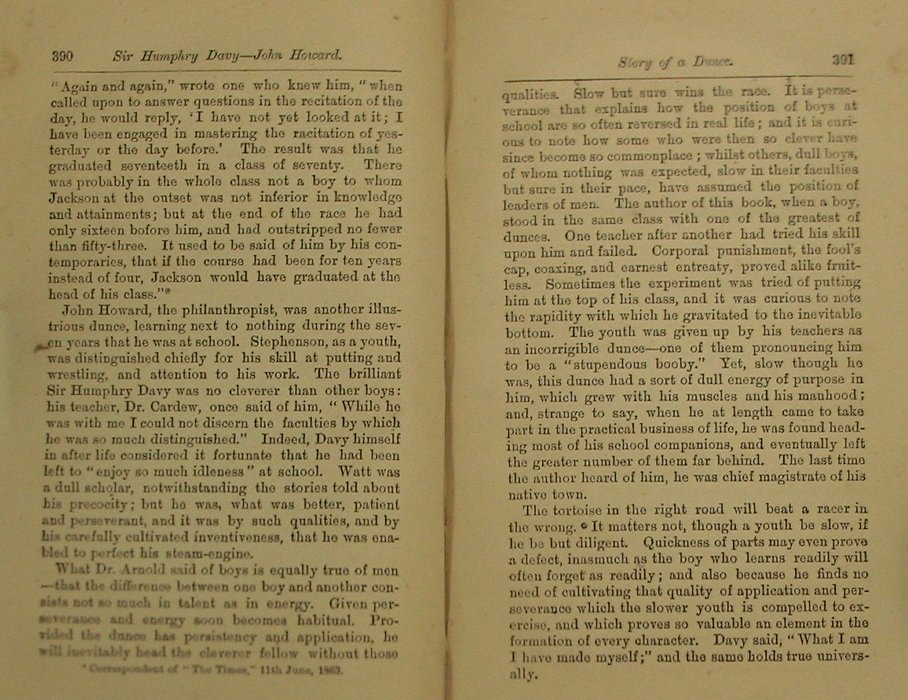 390 Sir Humphry Davy—John Howard.
"Again and again," wrote one who knew him, "when
called upon to answer questions in the recitation of the
day, he would reply, 'I have not yet looked at it; I
have been engaged in mastering the racitation of yes-
terday or the day before.' The result was that he
graduated seventeeth in a class of seventy. There
was probably in the whole class not a boy to whom
Jackson at the outset was not inferior in knowledge
and attainments; but at the end of the race he had
only sixteen before him, and had outstripped no fewer
than fifty-three. It used to be said of him by his con-
temporaries, that if the course had been for ten years
instead of four, Jackson would have graduated at the
head of his class."*
John Howard, the philanthropist, was another illus-
trious dunce, learning next to nothing during the sev-
en years that he was at school. Stephenson, as a youth,
was distinguished chiefly for his skill at putting and
wrestling, and attention to his work. The brilliant
Sir Humphry Davy was no cleverer than other boys:
his teacher, Dr. Cardew, once said of him, "While he
was with me I could not discern the faculties by which
he was so much distinguished." Indeed, Davy himself
in after life considered it fortunate that he had been
left to "enjoy so much idleness" at school. Watt was
a dull scholar, notwithstanding the stories told about
his precocity; but he was, what was better, patient
and perseverant, and it was by such qualities, and by
his carefully cultivated inventiveness, that he was ena-
bled to perfect his steam-engine.
What Dr. Arnold said of boys is equally true of men
—that the difference between one boy and another con-
sists not so much in talent as in energy. Given per-
severance and energy soon becomes habitual. Pro-
vided the dunce has persistency and application, he
will inevitably head the cleverer fellow without those
* Correspondent of "The Times," 11th June, 1863.
Story of a Dunce. 391
qualities. Slow but sure wins the race. It is perse-
verance that explains how the position of boys at
school are so often reversed in real life; and it is curi-
ous to note how some who were then so clever have
since become so commonplace; whilst others, dull boys,
of whom nothing was expected, slow in their faculties
but sure in their pace, have assumed the position of
leaders of men. The author of this book, when a boy,
stood in the same class with one of the greatest of
dunces. One teacher after another had tried his skill
upon him and failed. Corporal punishment, the fool's
cap, coaxing, and earnest entreaty, proved alike fruit-
less. Sometimes the experiment was tried of putting
him at the top of his class, and it was curious to note
the rapidity with which he gravitated to the inevitable
bottom. The youth was given up by his teachers as
an incorrigible dunce—one of them pronouncing him
to be a "stupendous booby." Yet, slow though he
was, this dunce had a sort of dull energy of purpose in
him, which grew with his muscles and his manhood;
and, strange to say, when he at length came to take
part in the practical business of life, he was found head-
ing most of his school companions, and eventually left
the greater number of them far behind. The last time
the author heard of him, he was chief magistrate of his
native town.
The tortoise in the right road will beat a racer in
the wrong. It matters not, though a youth be slow, if
he be but diligent. Quickness of parts may even prove
a defect, inasmuch as the boy who learns readily will
often forget as readily; and also because he finds no
need of cultivating that quality of application and per-
severance which the slower youth is compelled to ex-
ercise, and which proves so valuable an element in the
formation of every character. Davy said, "What I am
I have made myself;" and the same holds true univers-
ally.